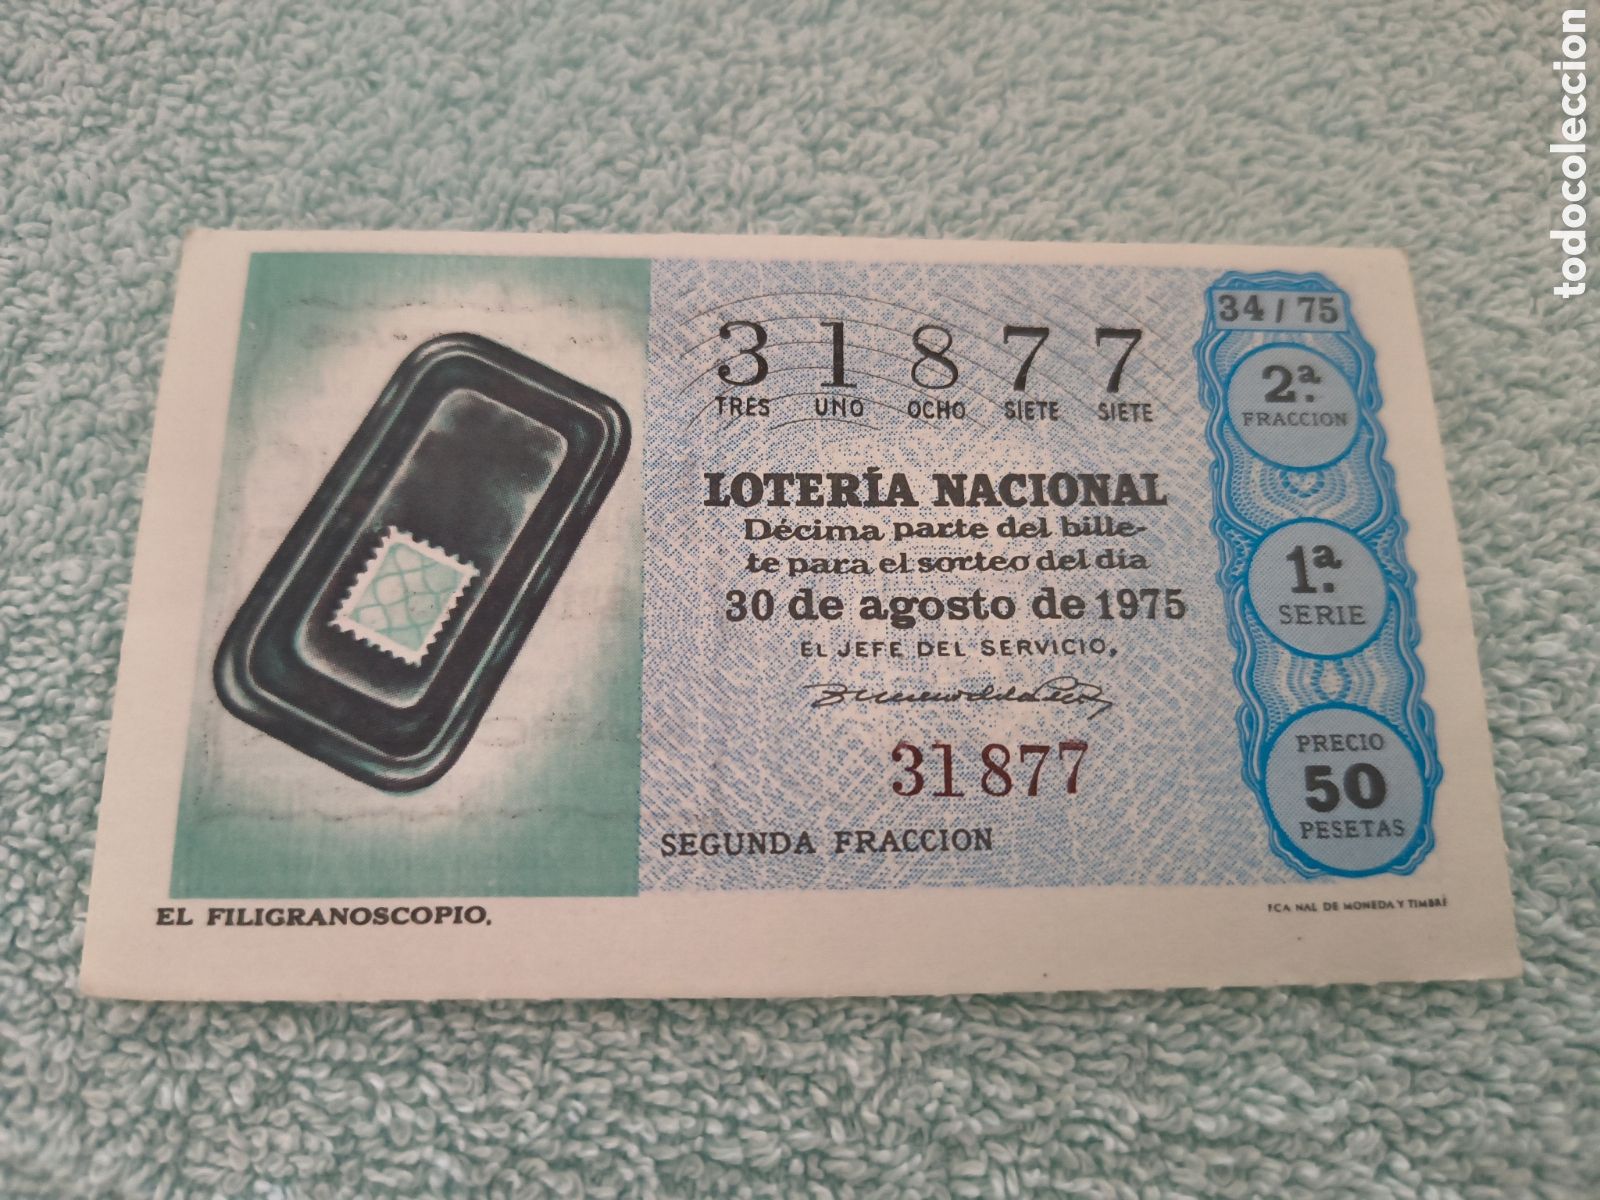 3 1 8 7 7
TRES UNO OCHO SIETE SIETE
LOTERÍA NACIONAL
Décima parte del bille-
te para el sorteo del día
30 de agosto de 1975
EL JEFE DEL SERVICIO,
31877
SEGUNDA FRACCION
34 / 75
2.ª
FRACCION
1.ª
SERIE
PRECIO
50
PESETAS
EL FILIGRANOSCOPIO.
FCA NAL DE MONEDA Y TIMBRE
todocoleccion